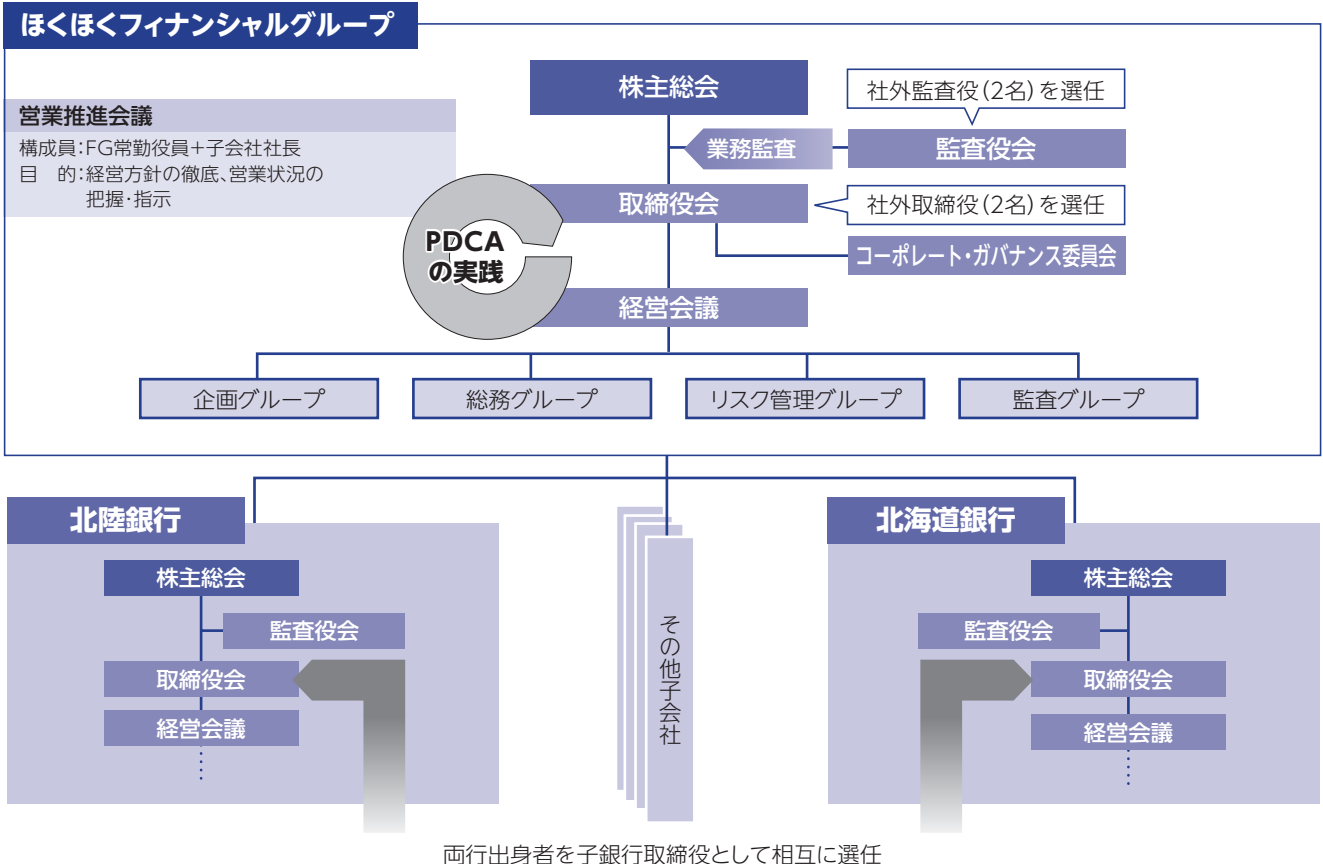 ほくほくフィナンシャルグループ
株主総会
社外監査役(2名)を選任
営業推進会議
構成員:FG常勤役員+子会社社長
目　的:経営方針の徹底、営業状況の
把握・指示
業務監査
監査役会
取締役会
社外取締役(2名)を選任
PDCA
の実践
コーポレート・ガバナンス委員会
経営会議
企画グループ
総務グループ
リスク管理グループ
監査グループ
北陸銀行
株主総会
監査役会
取締役会
経営会議
その他子会社
北海道銀行
株主総会
監査役会
取締役会
経営会議
両行出身者を子銀行取締役として相互に選任